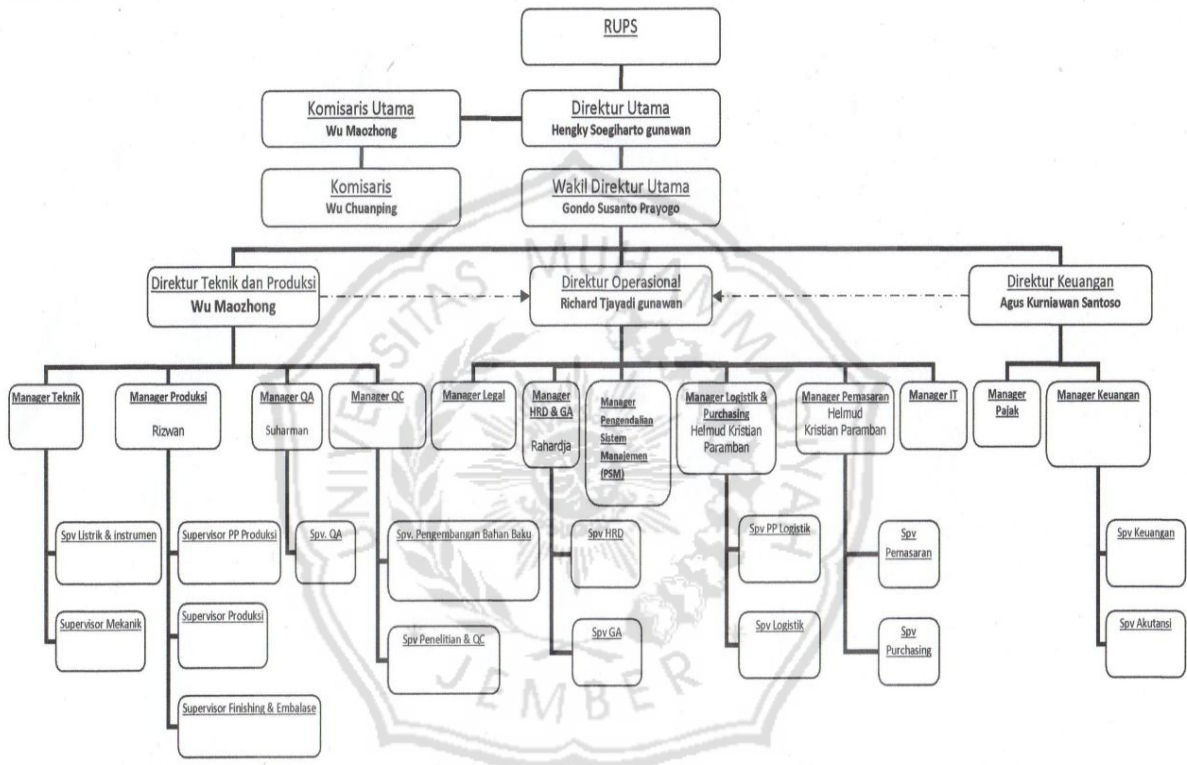 RUPS
Komisaris Utama
Wu Maozhong
Direktur Utama
Hengky Soegiharto gunawan
Komisaris
Wu Chuanping
Wakil Direktur Utama
Gondo Susanto Prayogo
Direktur Teknik dan Produksi
Wu Maozhong
Direktur Operasional
Richard Tjayadi gunawan
Direktur Keuangan
Agus Kurniawan Santoso
Manager Teknik
Manager Produksi
Rizwan
Manager QA
Suharman
Manager QC
Manager Legal
Manager
HRD & GA
Rahardja
Manager
Pengendalian
Sistem
Manajemen
(PSM)
Manager Logistik &
Purchasing
Helmud Kristian
Paramban
Manager Pemasaran
Helmud
Kristian Paramban
Manager IT
Manager
Pajak
Manager Keuangan
Spv Listrik & instrumen
Supervisor PP Produksi
Spv. QA
Spv. Pengembangan Bahan Baku
Spv HRD
Spv PP Logistik
Spv
Pemasaran
Spv Keuangan
Supervisor Mekanik
Supervisor Produksi
Spv Penelitian & QC
Spv GA
Spv Logistik
Spv
Purchasing
Spv Akutansi
Supervisor Finishing & Embalase
UNIVERSITAS MUHAMMADIYAH
JEMBER